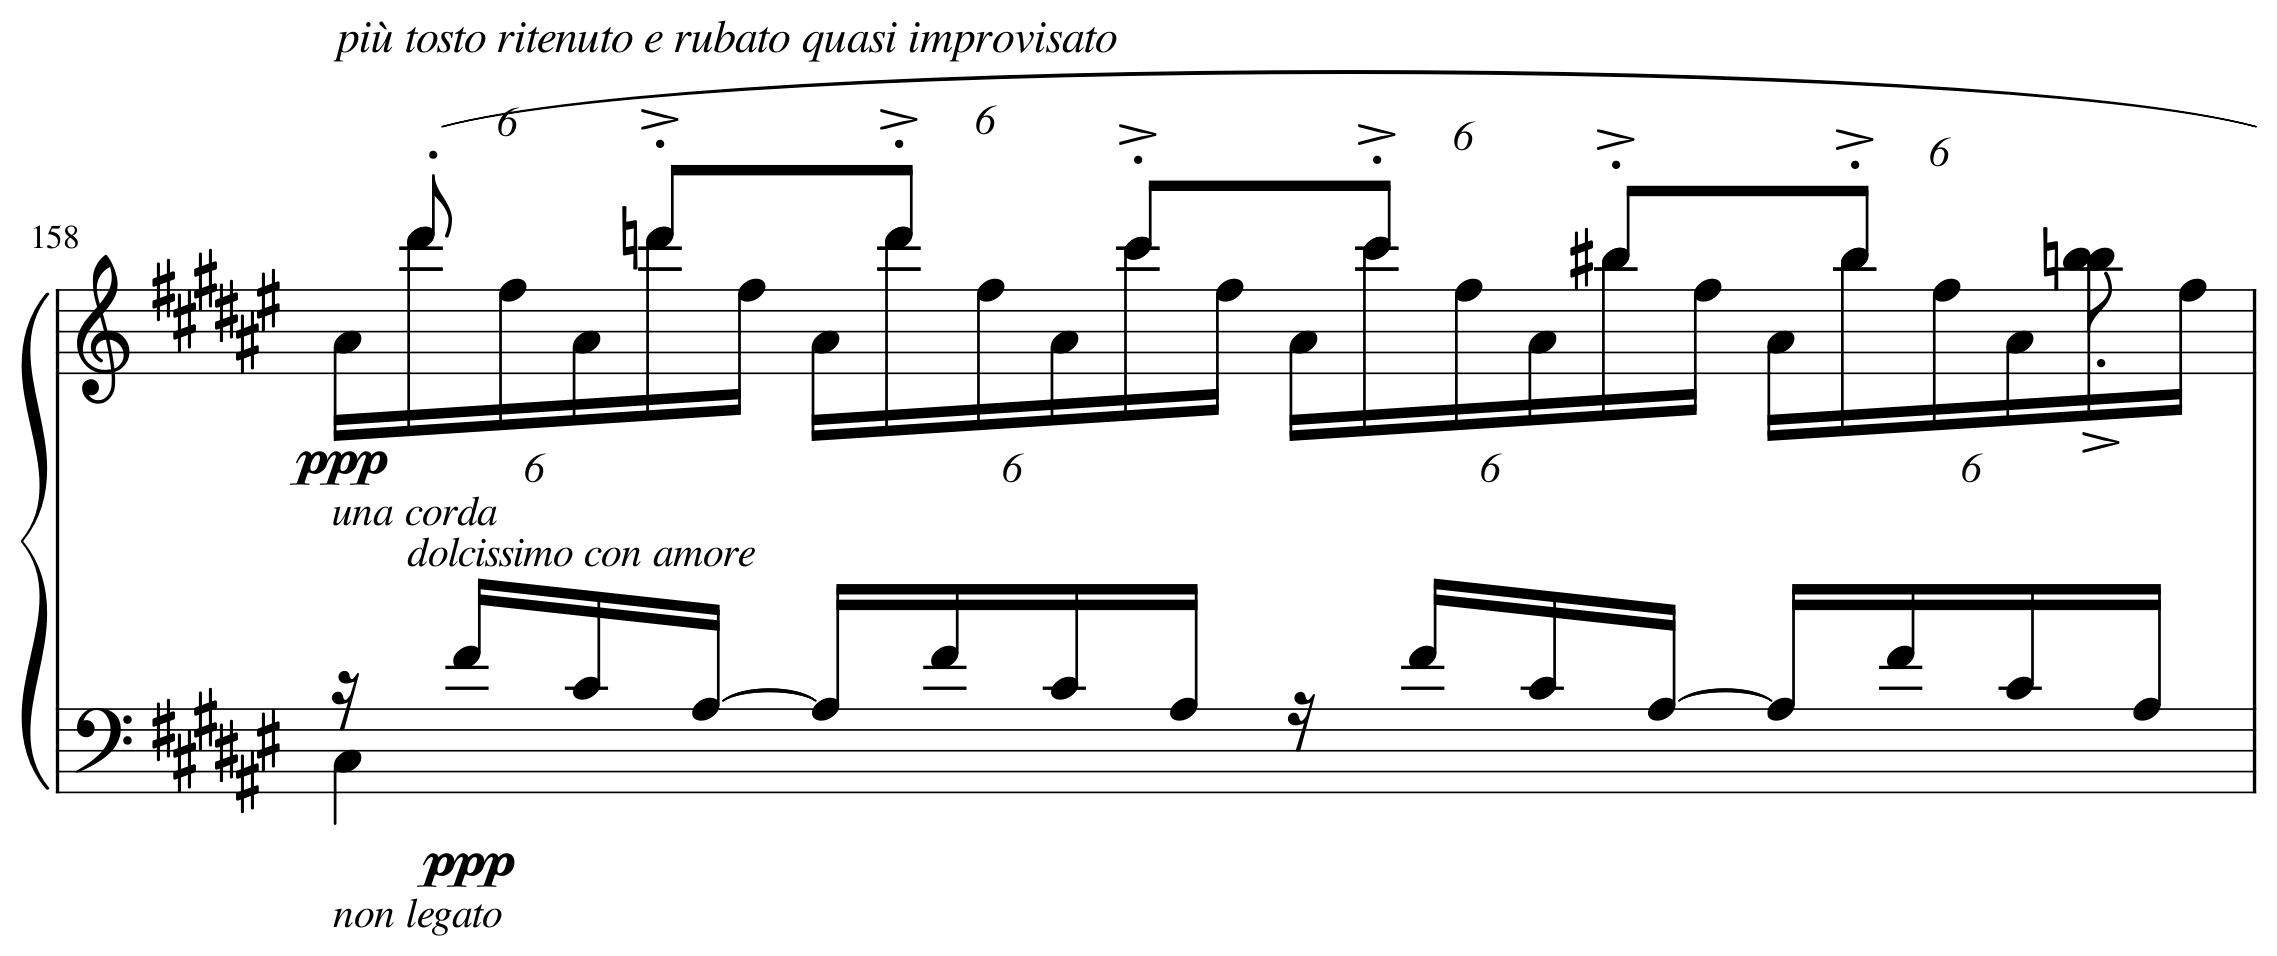 più tosto ritenuto e rubato quasi improvisato
6 6 6 6
158
ppp 6 6 6 6
una corda
dolcissimo con amore
ppp
non legato